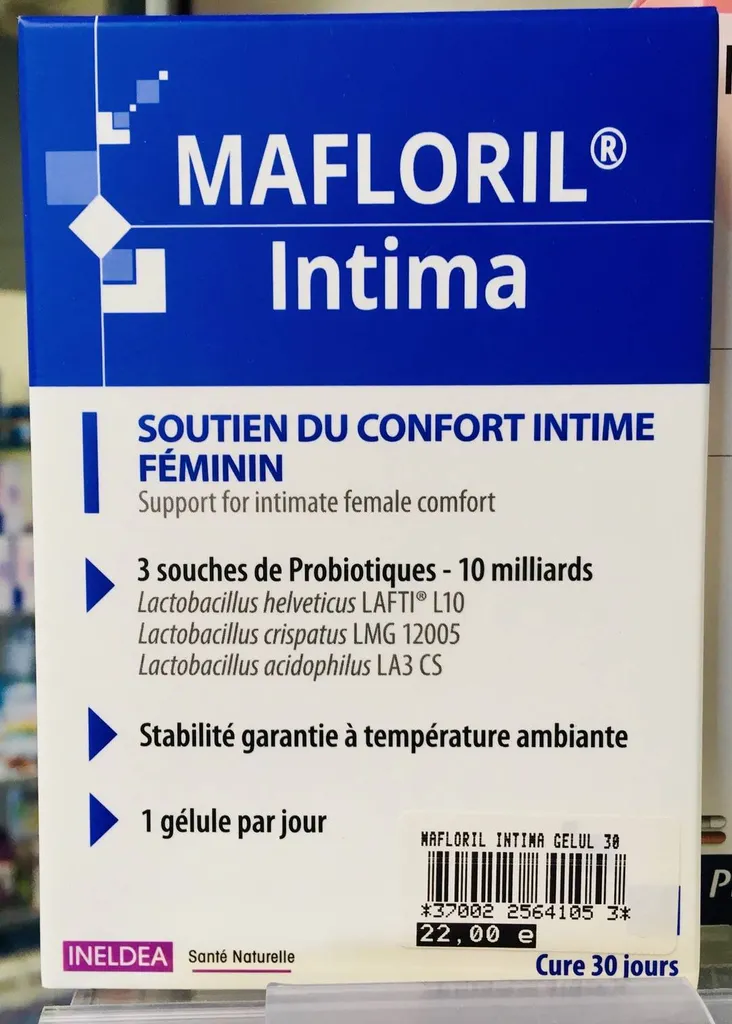 MAFLORIL®
Intima
SOUTIEN DU CONFORT INTIME
FÉMININ
Support for intimate female comfort
3 souches de Probiotiques - 10 milliards
Lactobacillus helveticus LAFTI® L10
Lactobacillus crispatus LMG 12005
Lactobacillus acidophilus LA3 CS
Stabilité garantie à température ambiante
1 gélule par jour
MAFLORIL INTIMA GELUL 30
*37002 2564105 3*
22,00 e
INELDEA Santé Naturelle
Cure 30 jours